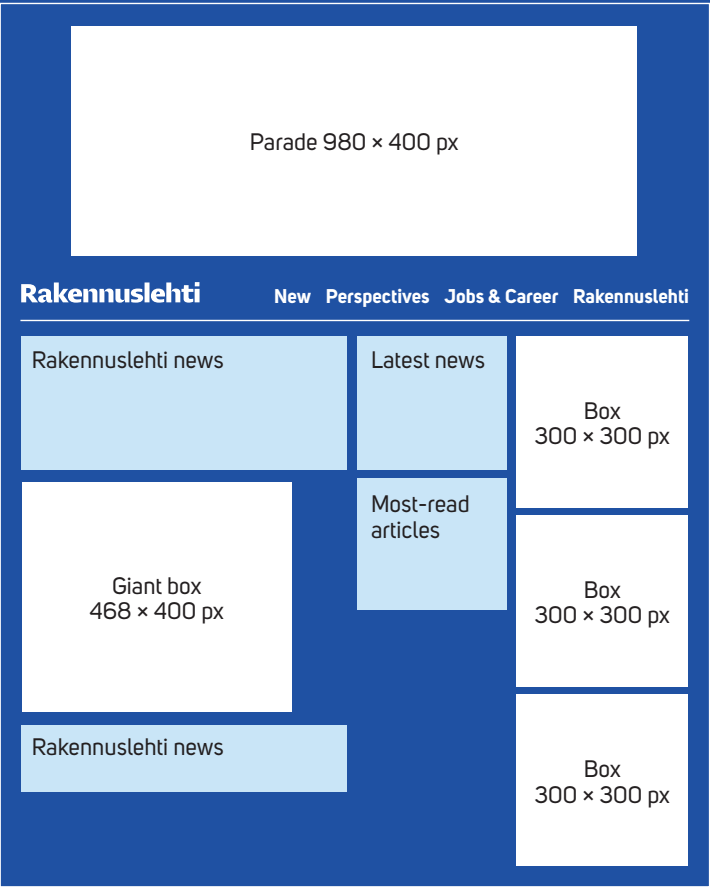 Parade 980 × 400 px
Rakennuslehti
New Perspectives Jobs & Career Rakennuslehti
Rakennuslehti news
Latest news
Box
300 × 300 px
Most-read
articles
Giant box
468 × 400 px
Box
300 × 300 px
Rakennuslehti news
Box
300 × 300 px